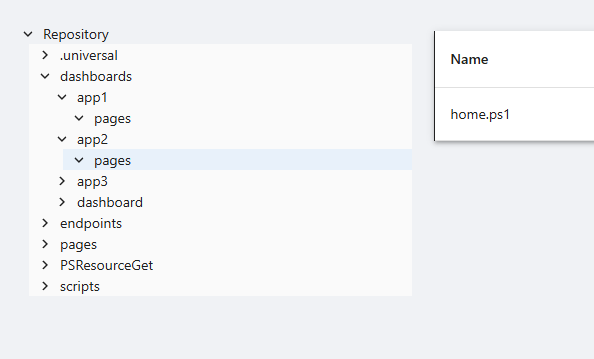 Repository
.universal
dashboards
app1
pages
app2
pages
app3
dashboard
endpoints
pages
PSResourceGet
scripts
Name
home.ps1